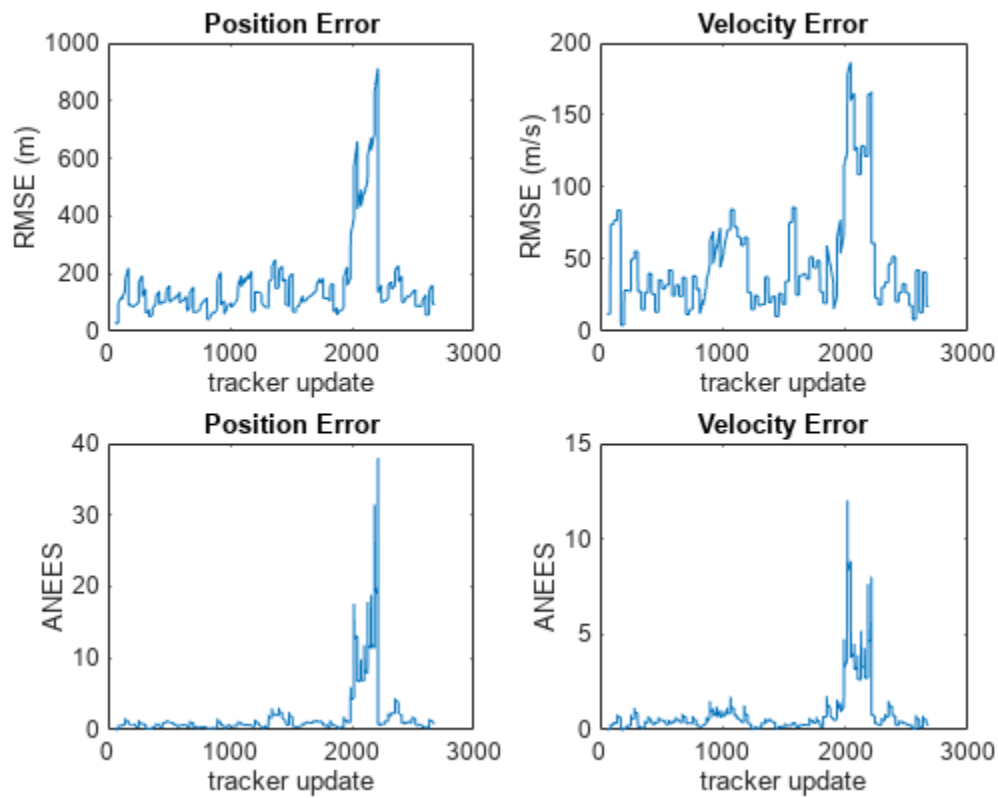 Position Error
RMSE (m)
1000
800
600
400
200
0
0 1000 2000 3000
tracker update
Velocity Error
RMSE (m/s)
200
150
100
50
0
0 1000 2000 3000
tracker update
Position Error
ANEES
40
30
20
10
0
0 1000 2000 3000
tracker update
Velocity Error
ANEES
15
10
5
0
0 1000 2000 3000
tracker update